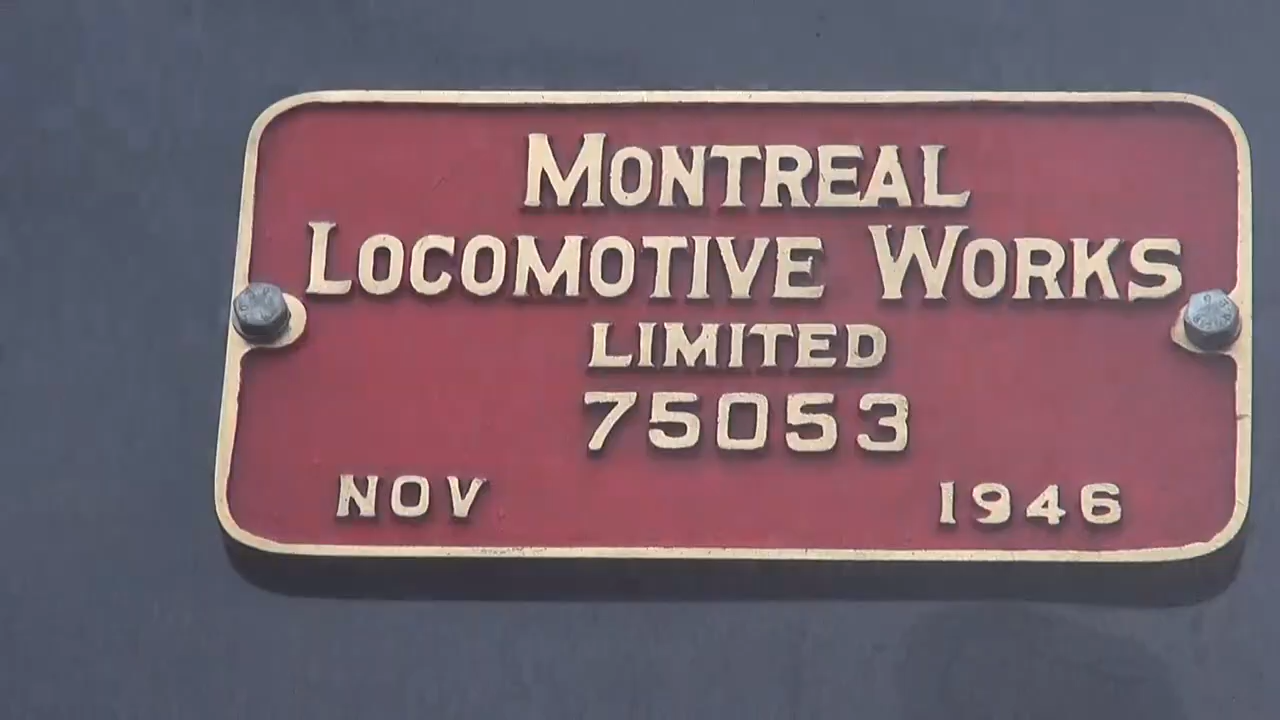 MONTREAL
LOCOMOTIVE WORKS
LIMITED
75053
NOV 1946